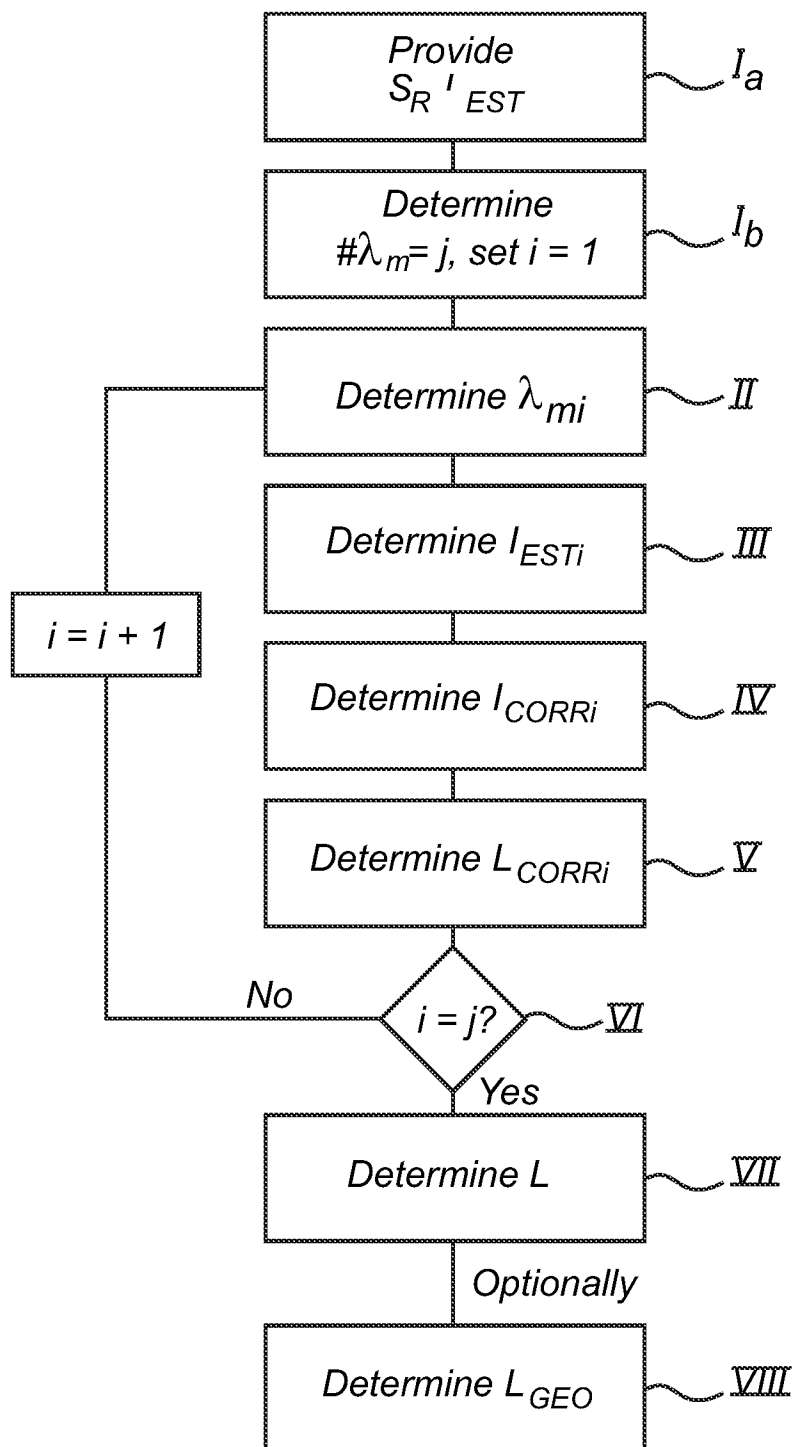 Provide
S_R I_EST
I_a
Determine
#λ_m = j, set i = 1
I_b
Determine λ_mi
II
Determine I_ESTi
III
i = i + 1
Determine I_CORRi
IV
Determine L_CORRi
V
No
i = j?
VI
Yes
Determine L
VII
Optionally
Determine L_GEO
VIII